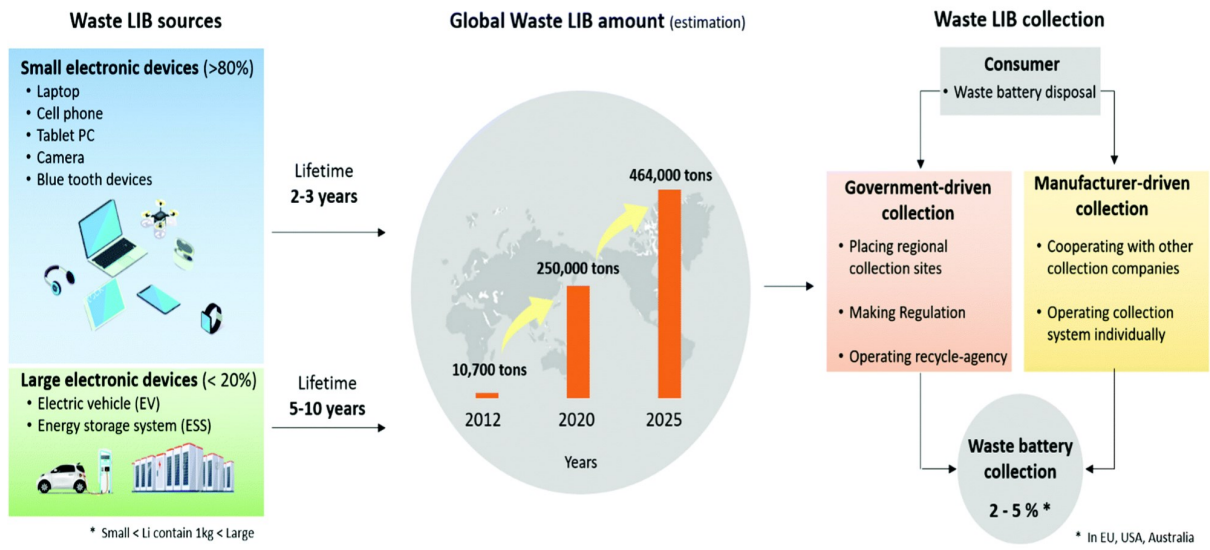 Waste LIB sources
Small electronic devices (>80%)
• Laptop
• Cell phone
• Tablet PC
• Camera
• Blue tooth devices
Large electronic devices (< 20%)
• Electric vehicle (EV)
• Energy storage system (ESS)
* Small < Li contain 1kg < Large
Lifetime
2-3 years
Lifetime
5-10 years
Global Waste LIB amount (estimation)
464,000 tons
250,000 tons
10,700 tons
2012 2020 2025
Years
Waste LIB collection
Consumer
• Waste battery disposal
Government-driven
collection
• Placing regional
collection sites
• Making Regulation
• Operating recycle-agency
Manufacturer-driven
collection
• Cooperating with other
collection companies
• Operating collection
system individually
Waste battery
collection
2 - 5 % *
* In EU, USA, Australia